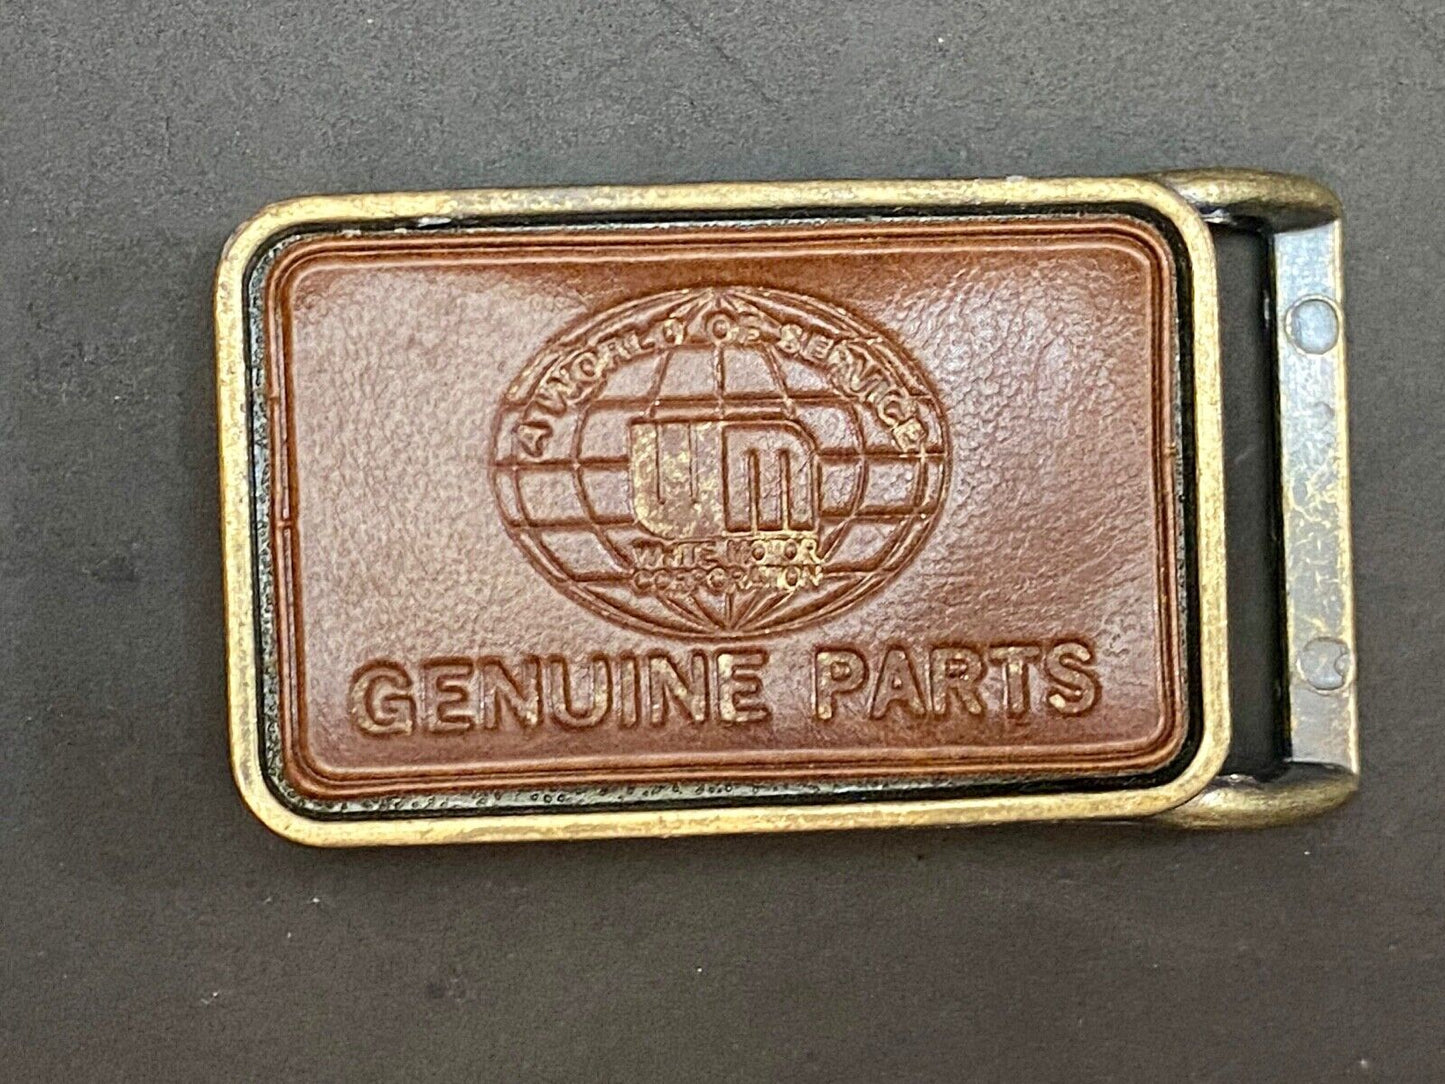 A WORLD OF SERVICE
WM
WHITE MOTOR
CORPORATION
GENUINE PARTS